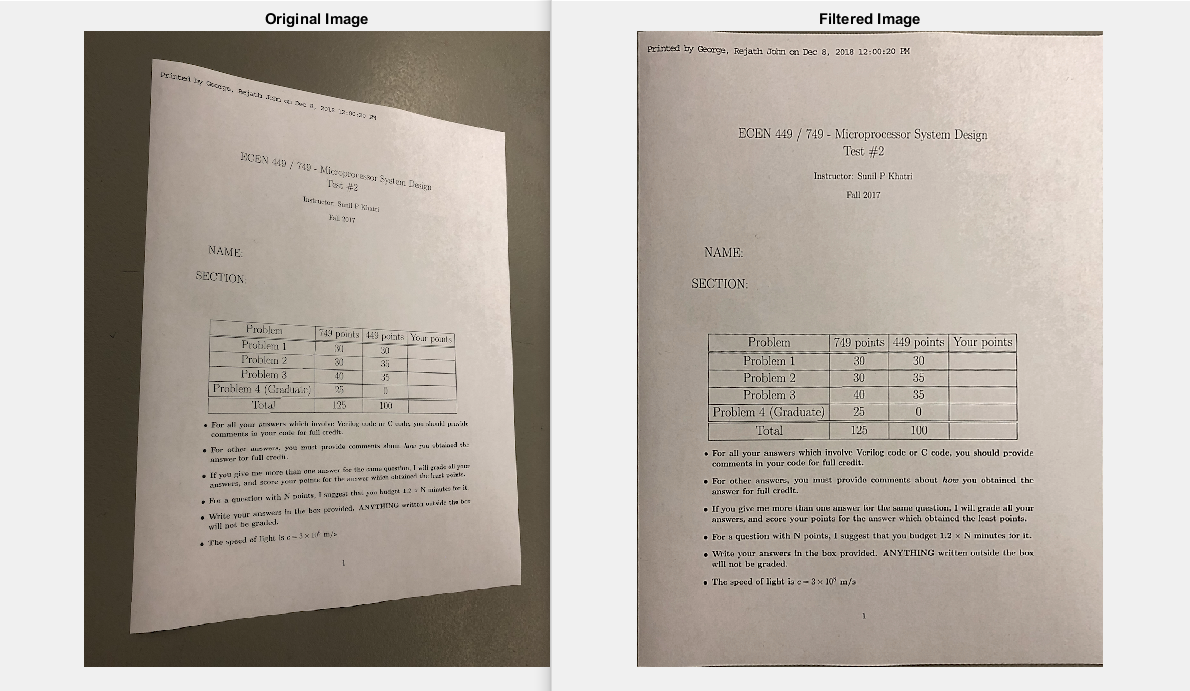 Original Image
Printed by George, Rejath John on Dec 8, 2018 12:00:20 PM
ECEN 449 / 749 - Microprocessor System Design
Test #2
Instructor: Sunil P Khatri
Fall 2017
NAME:
SECTION:
Problem 749 points 449 points Your points
Problem 1 30 30
Problem 2 30 35
Problem 3 40 35
Problem 4 (Graduate) 25 0
Total 125 100
• For all your answers which involve Verilog code or C code, you should provide
comments in your code for full credit.
• For other answers, you must provide comments about how you obtained the
answer for full credit.
• If you give me more than one answer for the same question, I will grade all your
answers, and score your points for the answer which obtained the least points.
• For a question with N points, I suggest that you budget 1.2 × N minutes for it.
• Write your answers in the box provided. ANYTHING written outside the box
will not be graded.
• The speed of light is c = 3 × 10⁸ m/s
1
Filtered Image
Printed by George, Rejath John on Dec 8, 2018 12:00:20 PM
ECEN 449 / 749 - Microprocessor System Design
Test #2
Instructor: Sunil P Khatri
Fall 2017
NAME:
SECTION:
Problem 749 points 449 points Your points
Problem 1 30 30
Problem 2 30 35
Problem 3 40 35
Problem 4 (Graduate) 25 0
Total 125 100
• For all your answers which involve Verilog code or C code, you should provide
comments in your code for full credit.
• For other answers, you must provide comments about how you obtained the
answer for full credit.
• If you give me more than one answer for the same question, I will grade all your
answers, and score your points for the answer which obtained the least points.
• For a question with N points, I suggest that you budget 1.2 × N minutes for it.
• Write your answers in the box provided. ANYTHING written outside the box
will not be graded.
• The speed of light is c = 3 × 10⁸ m/s
1